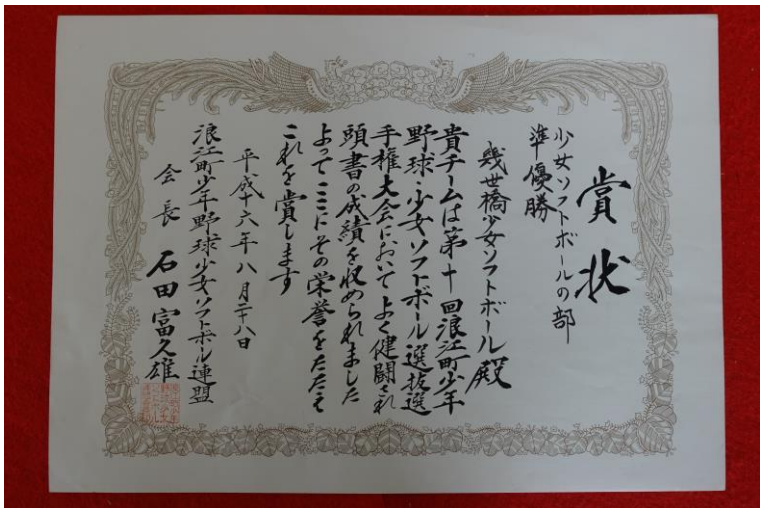 賞状
少女ソフトボールの部
準優勝
幾世橋少女ソフトボール殿
貴チームは第十回浪江町少年
野球・少女ソフトボール選抜選
手権大会においてよく健闘され
頭書の成績を収められました
よってここにその栄誉をたたえ
これを賞します
平成十六年八月二十八日
浪江町少年野球少女ソフトボール連盟
会長 石田富久雄